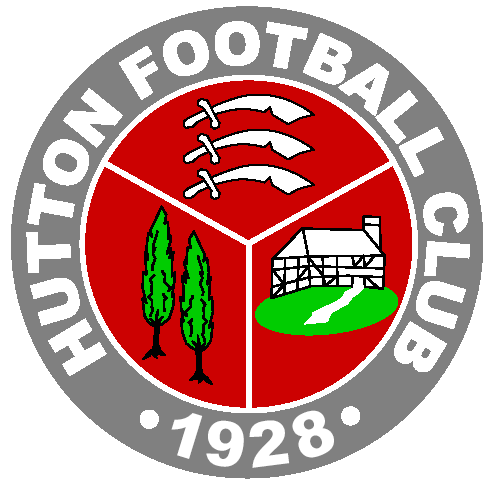 HUTTON FOOTBALL CLUB
• 1928 •